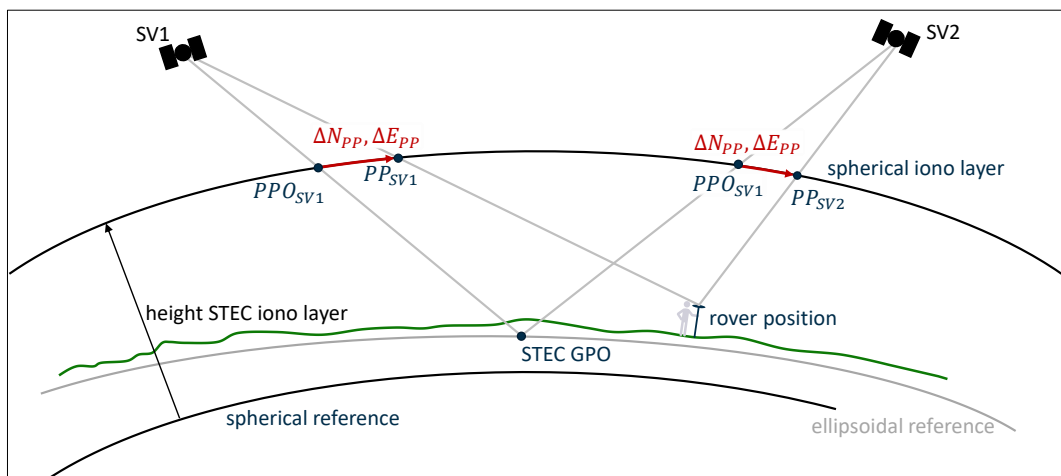 SV1
SV2
ΔN_PP, ΔE_PP
ΔN_PP, ΔE_PP
PPO_SV1
PP_SV1
PPO_SV1
PP_SV2
spherical iono layer
height STEC iono layer
rover position
STEC GPO
spherical reference
ellipsoidal reference